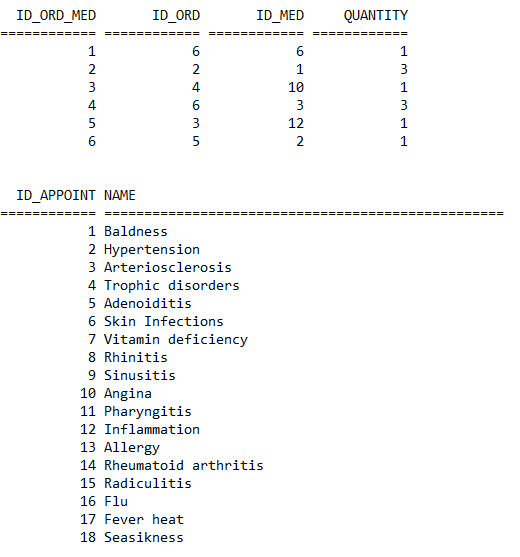 ID_ORD_MED ID_ORD ID_MED QUANTITY
============ ============ ============ ============
1 6 6 1
2 2 1 3
3 4 10 1
4 6 3 3
5 3 12 1
6 5 2 1
ID_APPOINT NAME
============ ==================================================
1 Baldness
2 Hypertension
3 Arteriosclerosis
4 Trophic disorders
5 Adenoiditis
6 Skin Infections
7 Vitamin deficiency
8 Rhinitis
9 Sinusitis
10 Angina
11 Pharyngitis
12 Inflammation
13 Allergy
14 Rheumatoid arthritis
15 Radiculitis
16 Flu
17 Fever heat
18 Seasikness